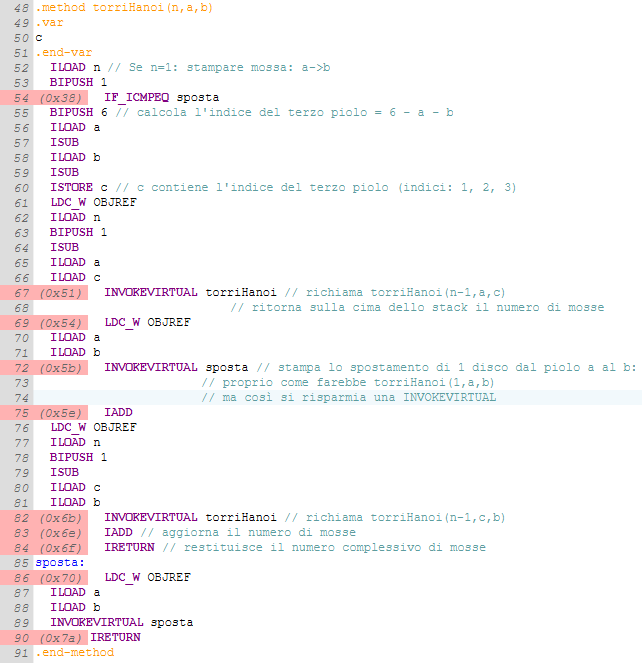 48 .method torriHanoi(n,a,b)
49 .var
50 c
51 .end-var
52 ILOAD n // Se n=1: stampare mossa: a->b
53 BIPUSH 1
54 (0x38) IF_ICMPEQ sposta
55 BIPUSH 6 // calcola l'indice del terzo piolo = 6 - a - b
56 ILOAD a
57 ISUB
58 ILOAD b
59 ISUB
60 ISTORE c // c contiene l'indice del terzo piolo (indici: 1, 2, 3)
61 LDC_W OBJREF
62 ILOAD n
63 BIPUSH 1
64 ISUB
65 ILOAD a
66 ILOAD c
67 (0x51) INVOKEVIRTUAL torriHanoi // richiama torriHanoi(n-1,a,c)
68 // ritorna sulla cima dello stack il numero di mosse
69 (0x54) LDC_W OBJREF
70 ILOAD a
71 ILOAD b
72 (0x5b) INVOKEVIRTUAL sposta // stampa lo spostamento di 1 disco dal piolo a al b:
73 // proprio come farebbe torriHanoi(1,a,b)
74 // ma così si risparmia una INVOKEVIRTUAL
75 (0x5e) IADD
76 LDC_W OBJREF
77 ILOAD n
78 BIPUSH 1
79 ISUB
80 ILOAD c
81 ILOAD b
82 (0x6b) INVOKEVIRTUAL torriHanoi // richiama torriHanoi(n-1,c,b)
83 (0x6e) IADD // aggiorna il numero di mosse
84 (0x6f) IRETURN // restituisce il numero complessivo di mosse
85 sposta:
86 (0x70) LDC_W OBJREF
87 ILOAD a
88 ILOAD b
89 INVOKEVIRTUAL sposta
90 (0x7a) IRETURN
91 .end-method